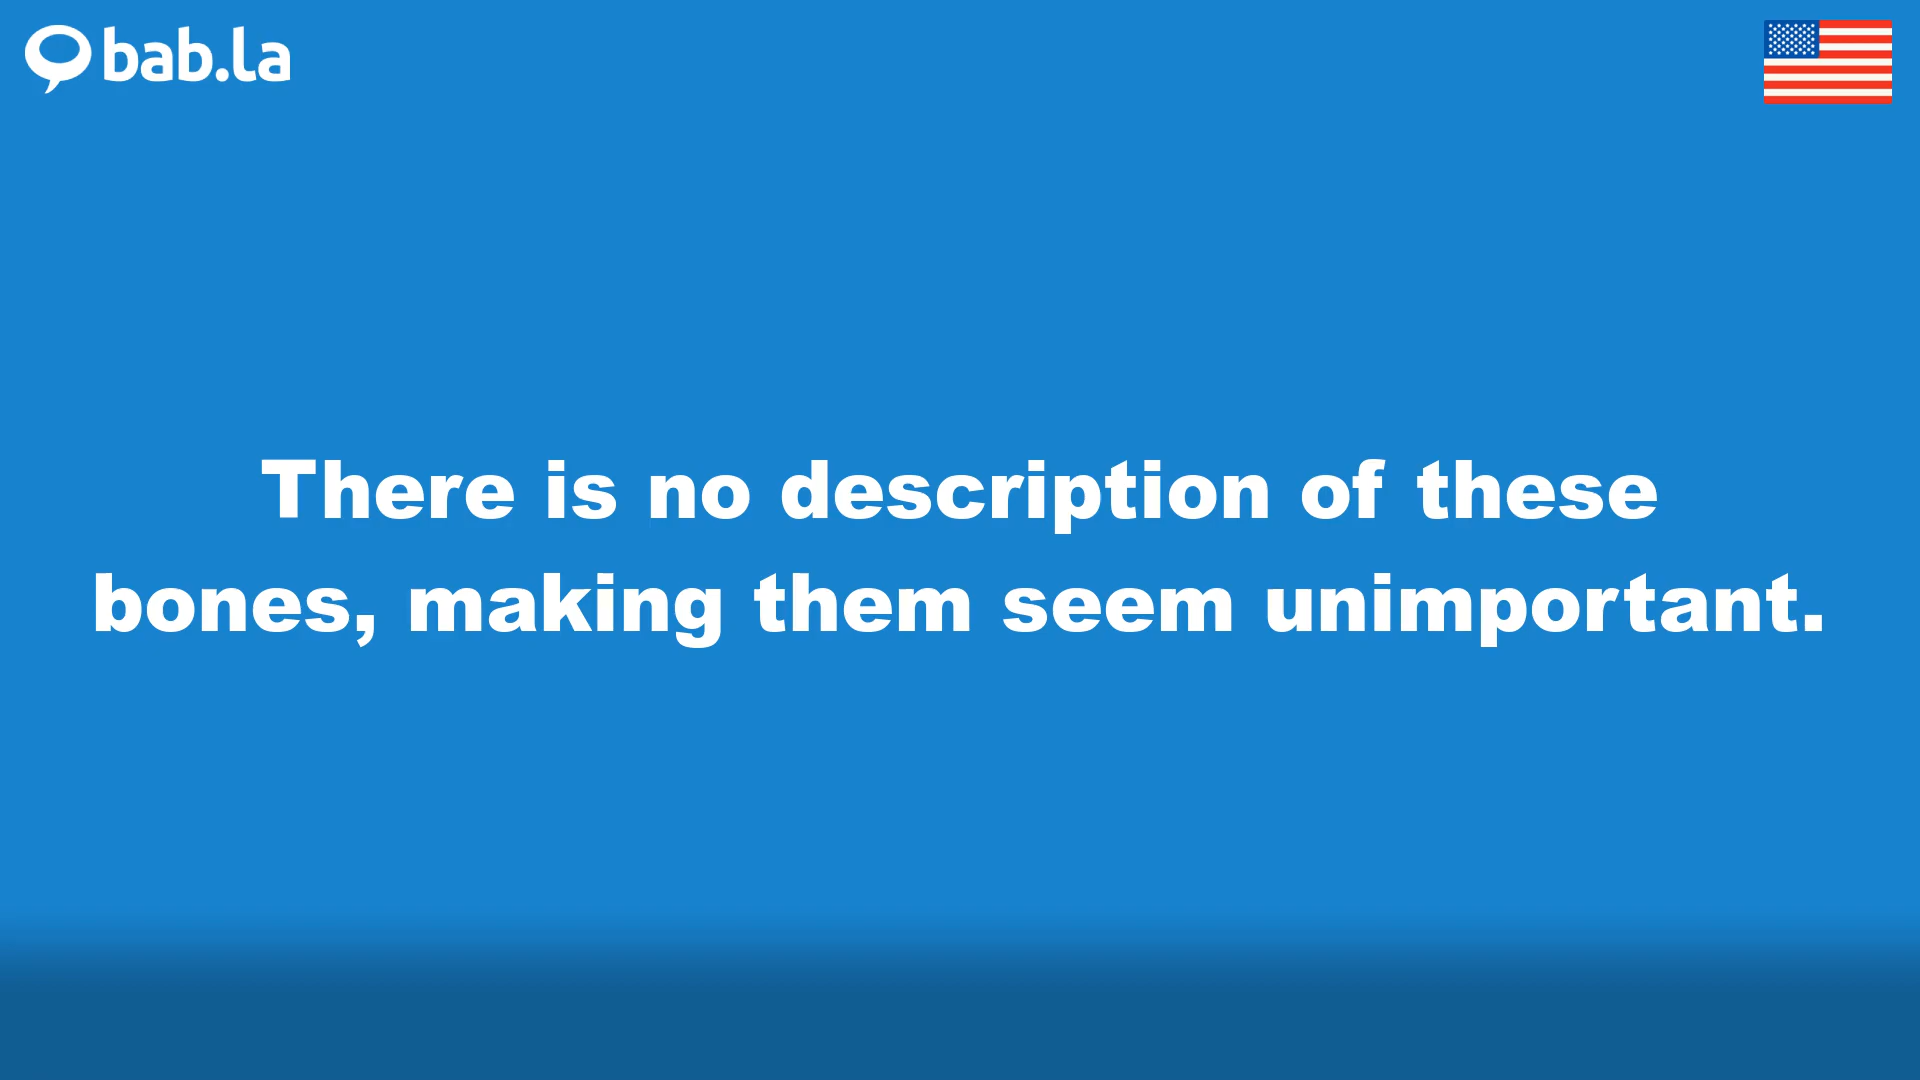 bab.la
There is no description of these
bones, making them seem unimportant.